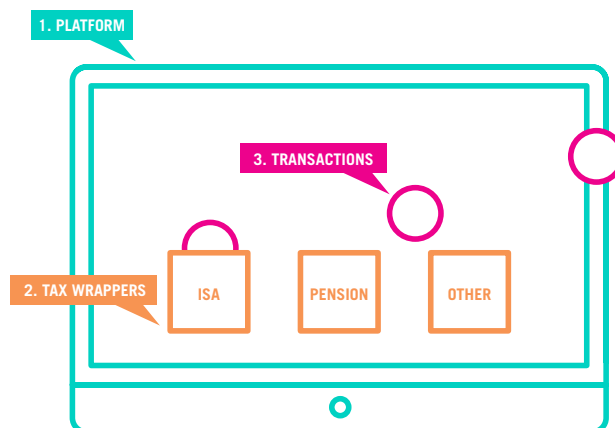 1. PLATFORM
3. TRANSACTIONS
2. TAX WRAPPERS
ISA
PENSION
OTHER